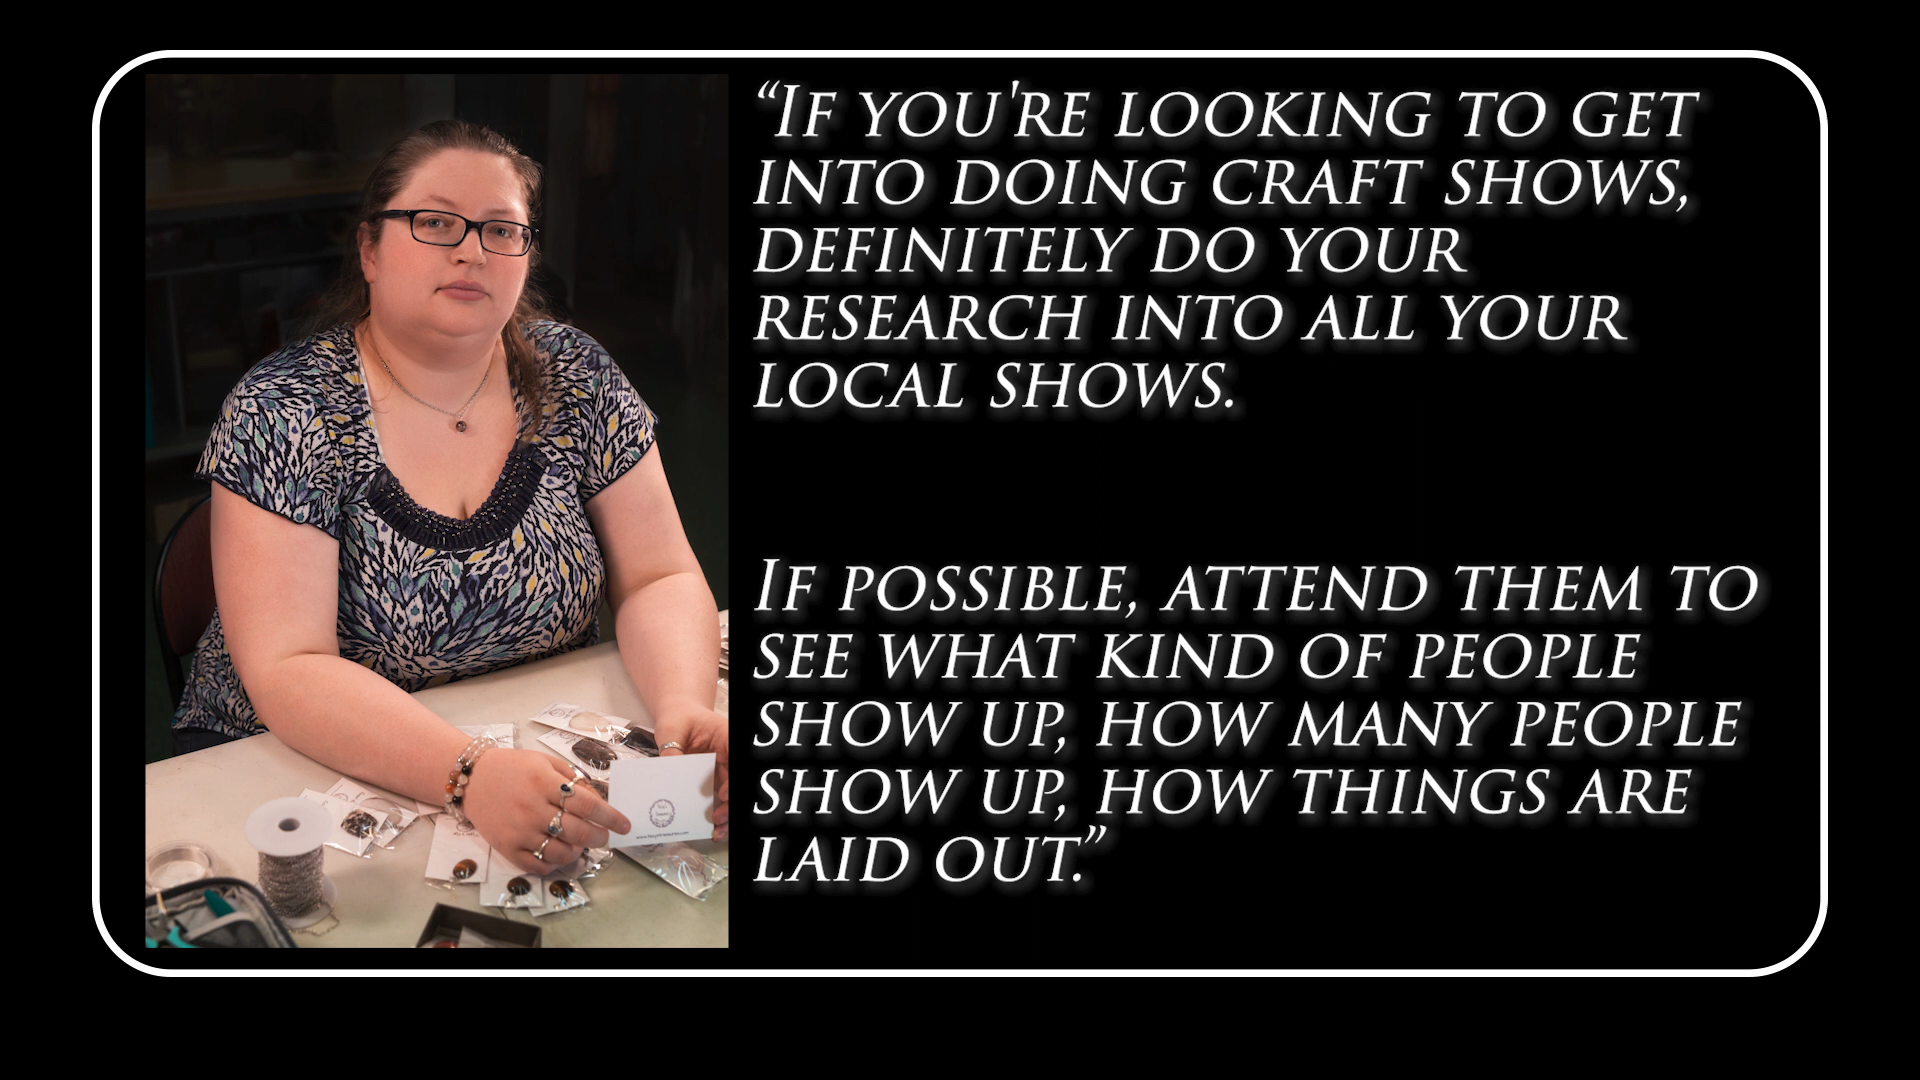 “If you're looking to get
into doing craft shows,
definitely do your
research into all your
local shows.
If possible, attend them to
see what kind of people
show up, how many people
show up, how things are
laid out.”